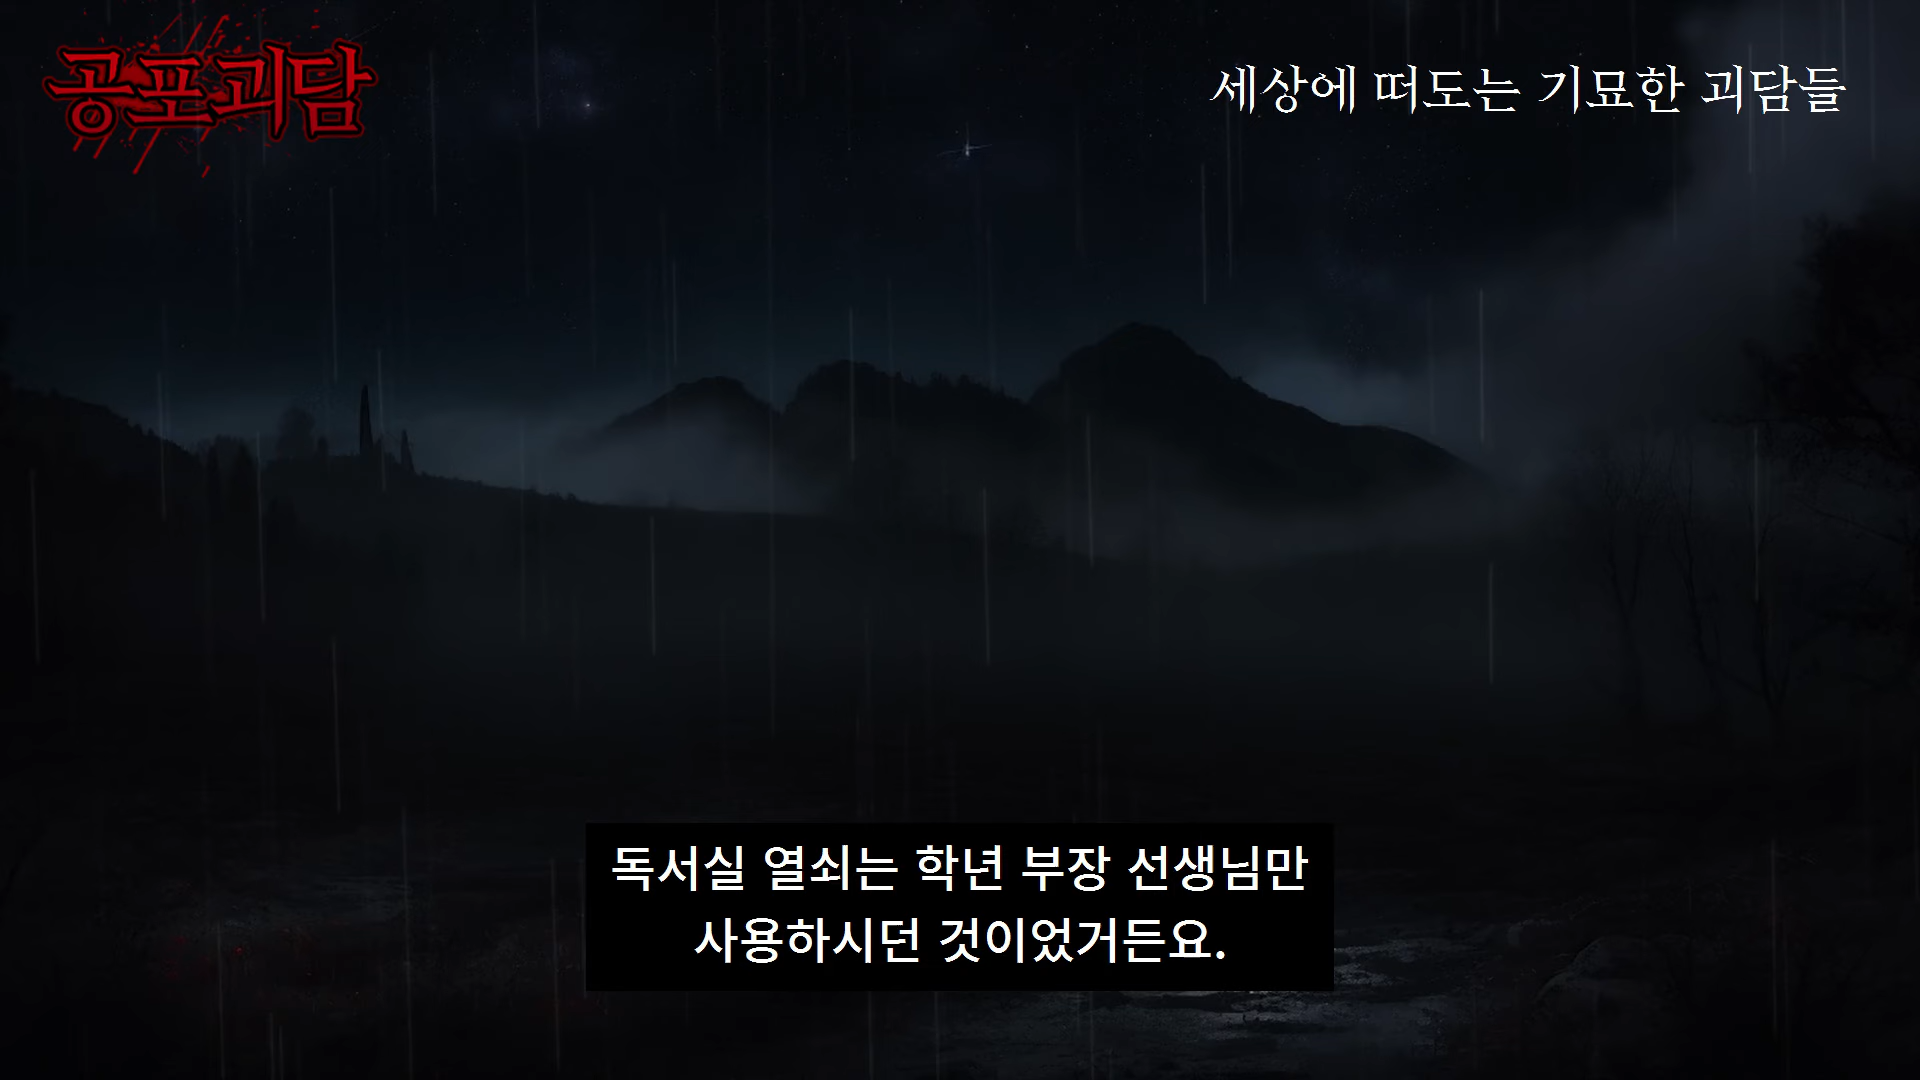 공포괴담
세상에 떠도는 기묘한 괴담들
독서실 열쇠는 학년 부장 선생님만
사용하시던 것이었거든요.